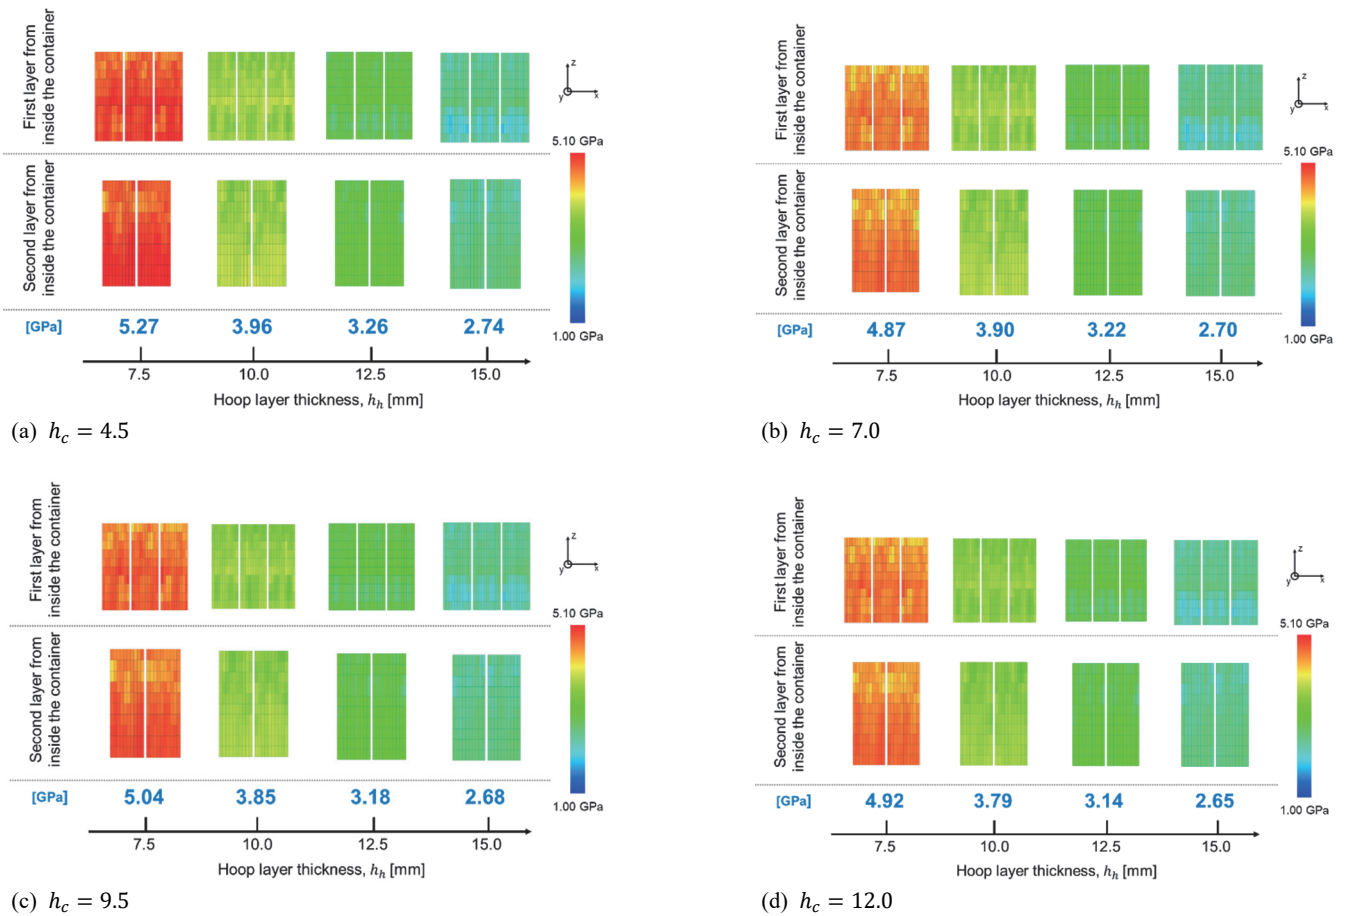 First layer from
inside the container
z
y
x
5.10 GPa
Second layer from
inside the container
1.00 GPa
[GPa]
5.27
3.96
3.26
2.74
7.5
10.0
12.5
15.0
Hoop layer thickness, hₕ [mm]
(a) h_c = 4.5
First layer from
inside the container
z
y
x
5.10 GPa
Second layer from
inside the container
1.00 GPa
[GPa]
4.87
3.90
3.22
2.70
7.5
10.0
12.5
15.0
Hoop layer thickness, hₕ [mm]
(b) h_c = 7.0
First layer from
inside the container
z
y
x
5.10 GPa
Second layer from
inside the container
1.00 GPa
[GPa]
5.04
3.85
3.18
2.68
7.5
10.0
12.5
15.0
Hoop layer thickness, hₕ [mm]
(c) h_c = 9.5
First layer from
inside the container
z
y
x
5.10 GPa
Second layer from
inside the container
1.00 GPa
[GPa]
4.92
3.79
3.14
2.65
7.5
10.0
12.5
15.0
Hoop layer thickness, hₕ [mm]
(d) h_c = 12.0